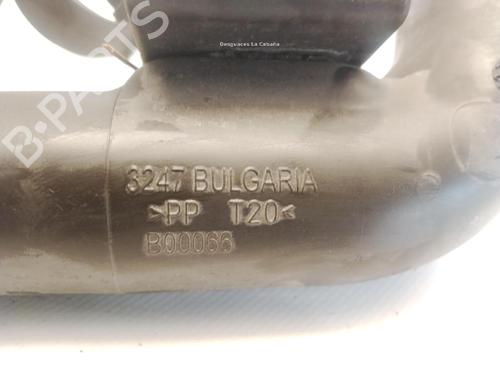 Desguaces La Cabaña
B-PARTS
3247 BULGARIA
>PP T20<
B00066